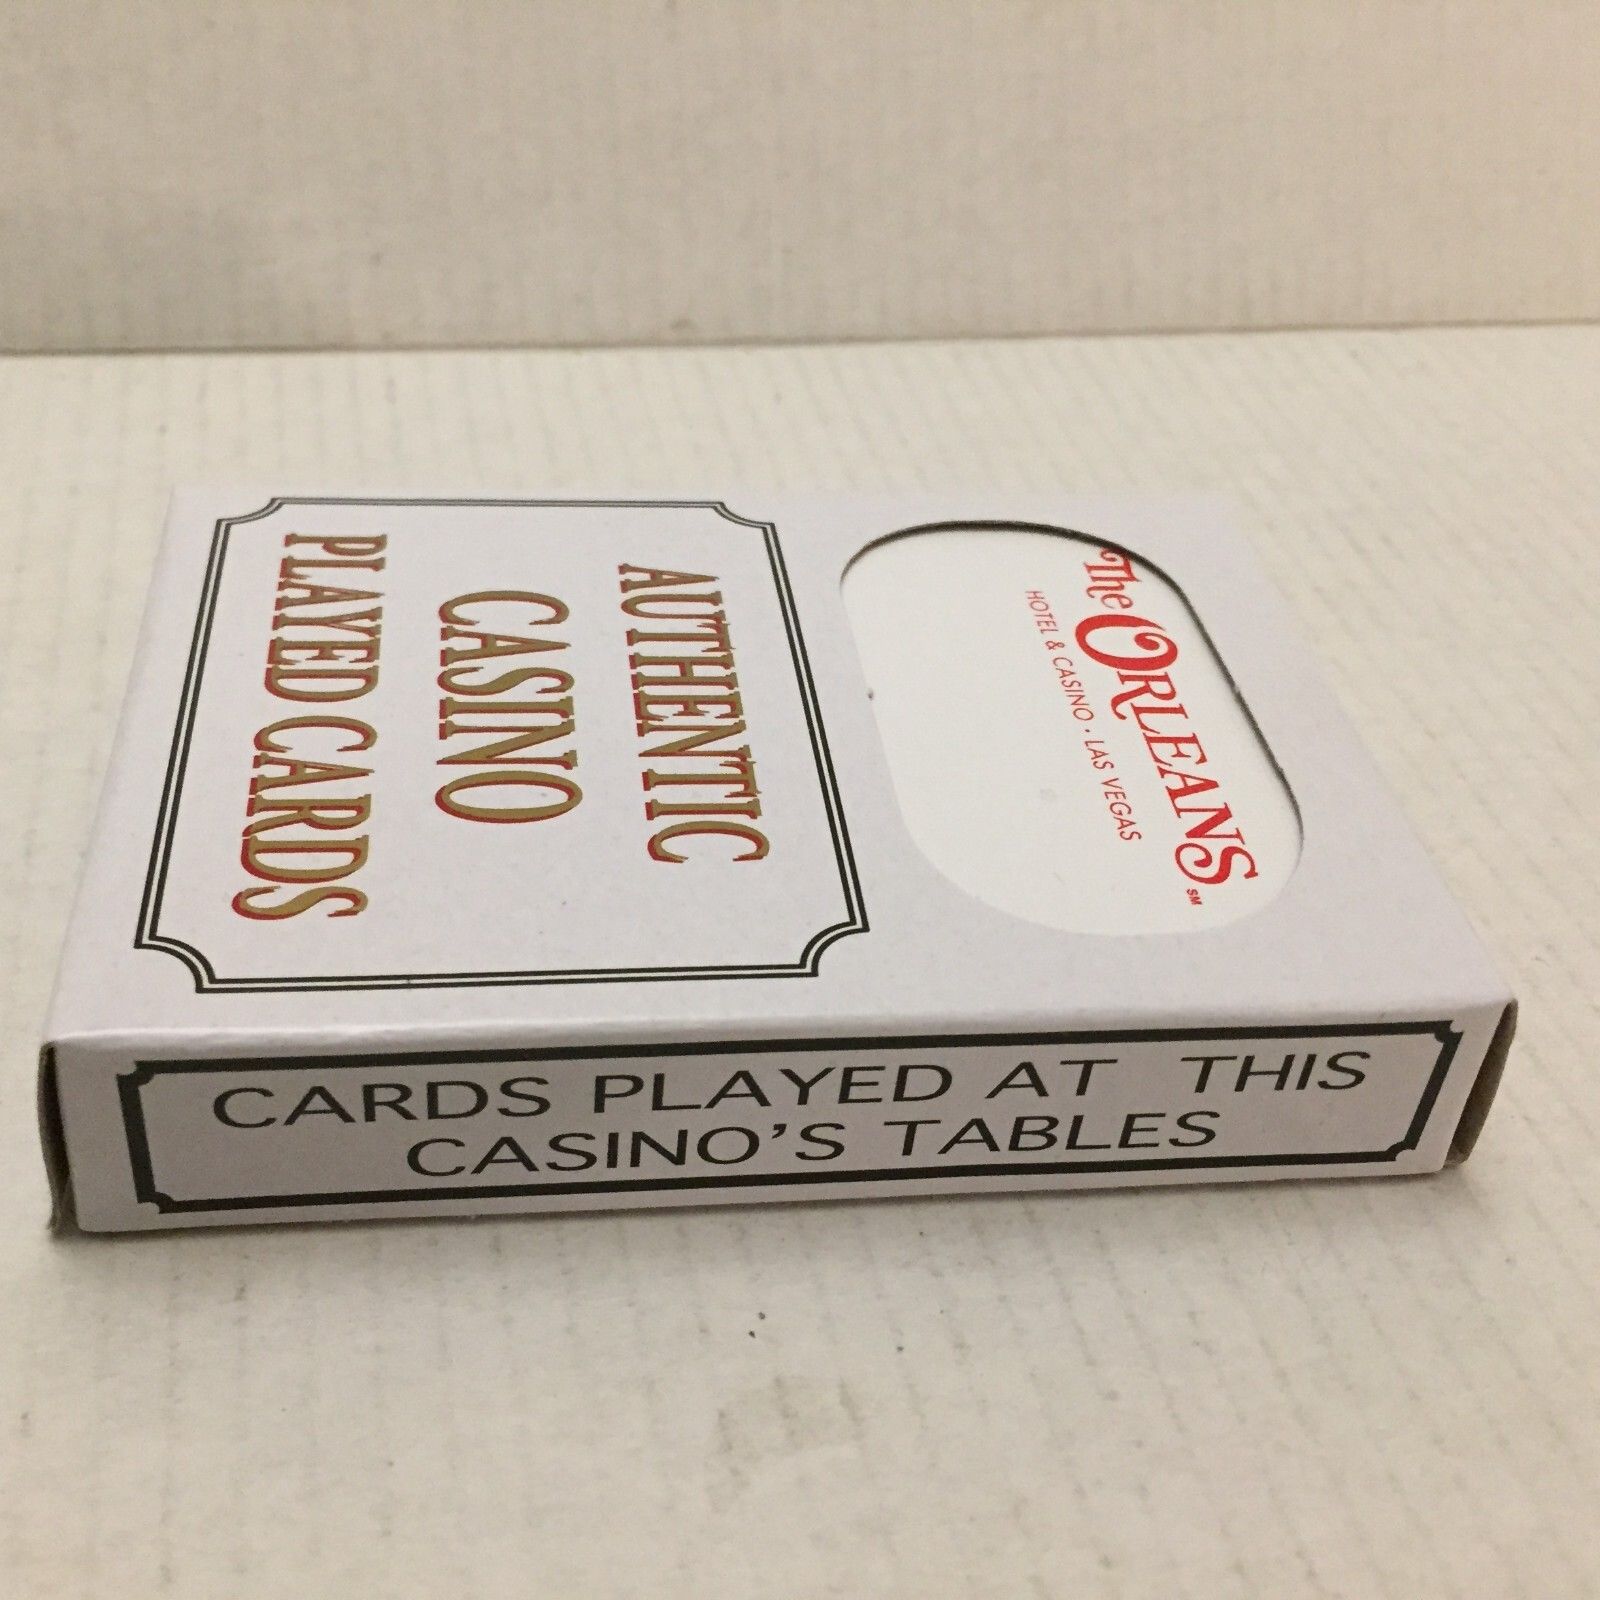 The ORLEANS SM
HOTEL & CASINO · LAS VEGAS
AUTHENTIC
CASINO
PLAYED CARDS
CARDS PLAYED AT THIS
CASINO'S TABLES